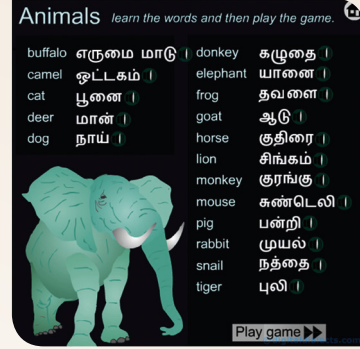 Animals learn the words and then play the game.
buffalo எருமை மாடு
camel ஒட்டகம்
cat பூனை
deer மான்
dog நாய்
donkey கழுதை
elephant யானை
frog தவளை
goat ஆடு
horse குதிரை
lion சிங்கம்
monkey குரங்கு
mouse சுண்டெலி
pig பன்றி
rabbit முயல்
snail நத்தை
tiger புலி
Play game